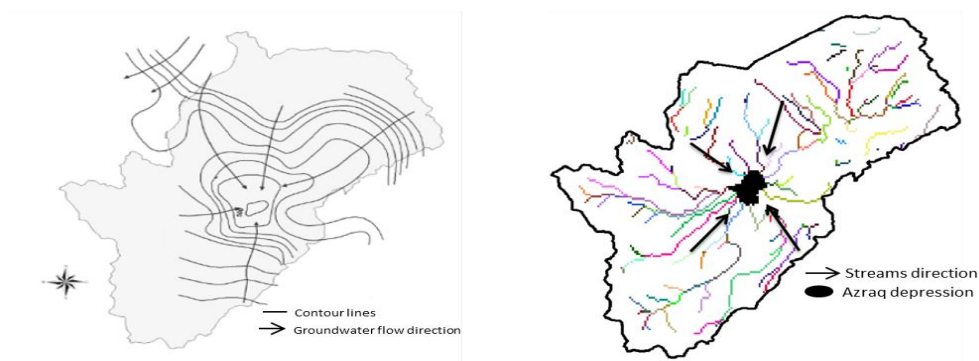 Contour lines
Groundwater flow direction
Streams direction
Azraq depression